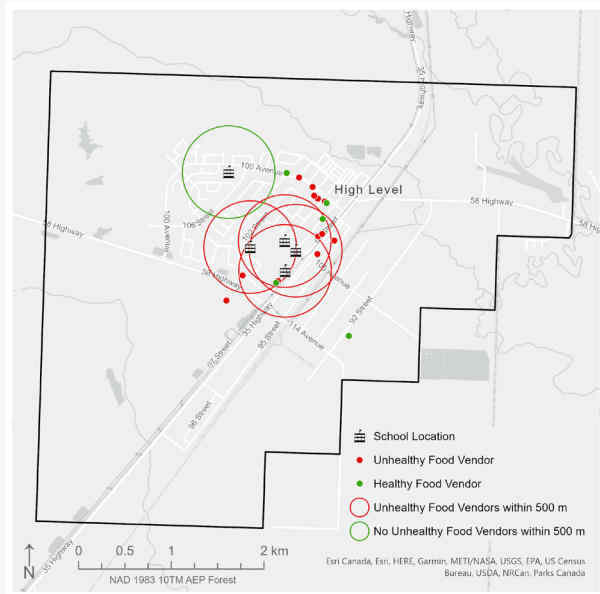 35 Highway
100 Avenue
High Level
58 Highway
106 Street
102 Street
100 Avenue
58 Highway
58 Highway
100 Avenue
35 Highway
92 Street
114 Avenue
95 Street
97 Street
96 Street
School Location
Unhealthy Food Vendor
Healthy Food Vendor
Unhealthy Food Vendors within 500 m
No Unhealthy Food Vendors within 500 m
35 Highway
N
0 0.5 1 2 km
NAD 1983 10TM AEP Forest
Esri Canada, Esri, HERE, Garmin, METI/NASA, USGS, EPA, US Census
Bureau, USDA, NRCan, Parks Canada